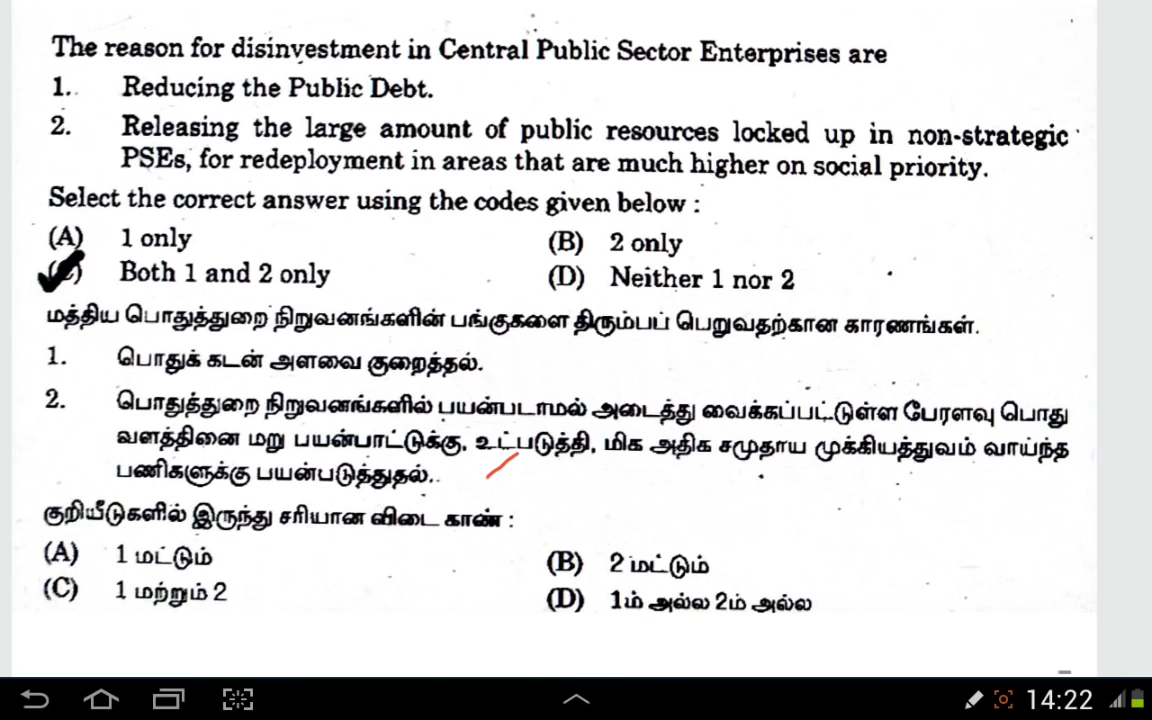 The reason for disinvestment in Central Public Sector Enterprises are
1. Reducing the Public Debt.
2. Releasing the large amount of public resources locked up in non-strategic
PSEs, for redeployment in areas that are much higher on social priority.
Select the correct answer using the codes given below :
(A) 1 only (B) 2 only
Both 1 and 2 only (D) Neither 1 nor 2
மத்திய பொதுத்துறை நிறுவனங்களின் பங்குகளை திரும்பப் பெறுவதற்கான காரணங்கள்.
1. பொதுக் கடன் அளவை குறைத்தல்.
2. பொதுத்துறை நிறுவனங்களில் பயன்படாமல் அடைத்து வைக்கப்பட்டுள்ள பேரளவு பொது
வளத்தினை மறு பயன்பாட்டுக்கு, உட்படுத்தி, மிக அதிக சமுதாய முக்கியத்துவம் வாய்ந்த
பணிகளுக்கு பயன்படுத்துதல்..
குறியீடுகளில் இருந்து சரியான விடை காண் :
(A) 1 மட்டும் (B) 2 மட்டும்
(C) 1 மற்றும் 2 (D) 1ம் அல்ல 2ம் அல்ல
14:22